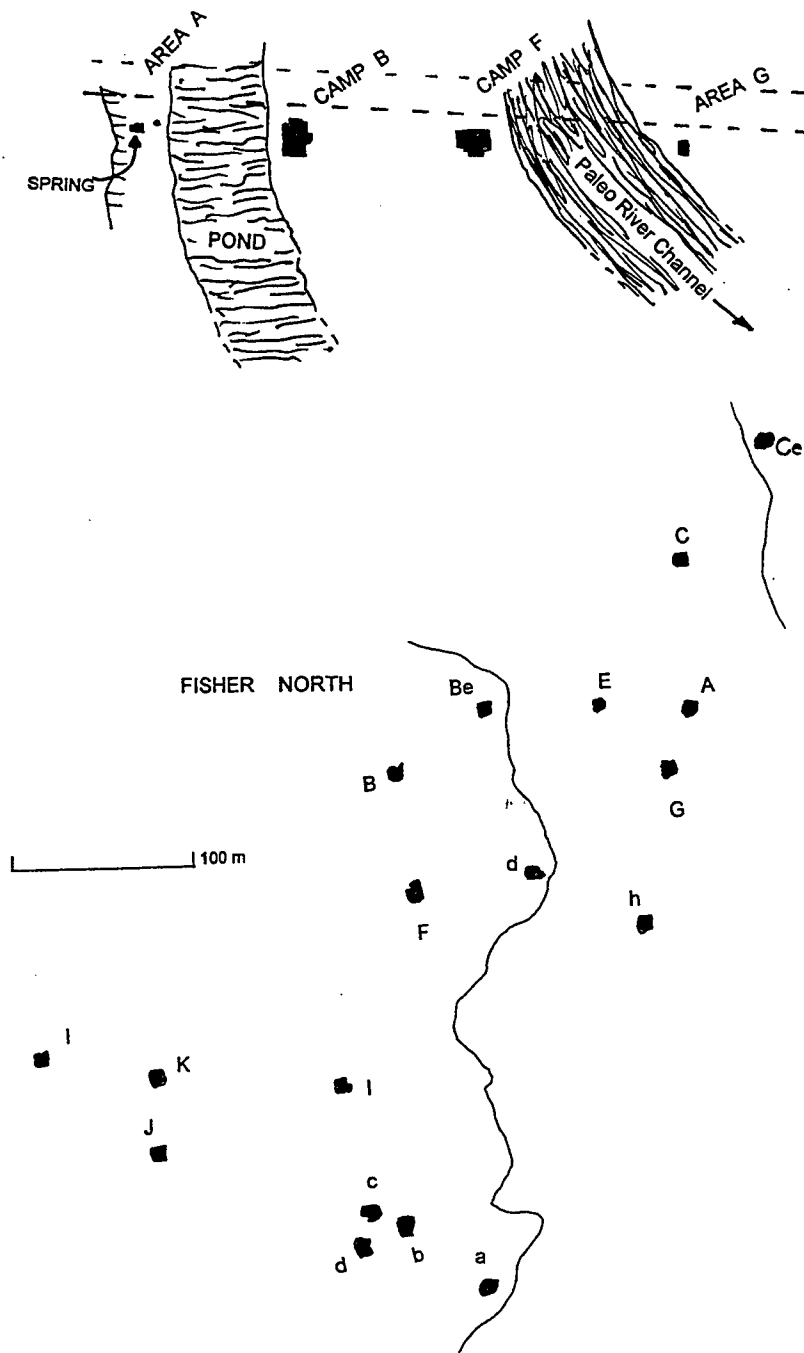 AREA A
CAMP B
CAMP F
AREA G
SPRING
POND
Paleo River Channel
Ce
C
FISHER NORTH
Be
E
A
B
G
100 m
d
F
h
I
K
I
J
c
d
b
a